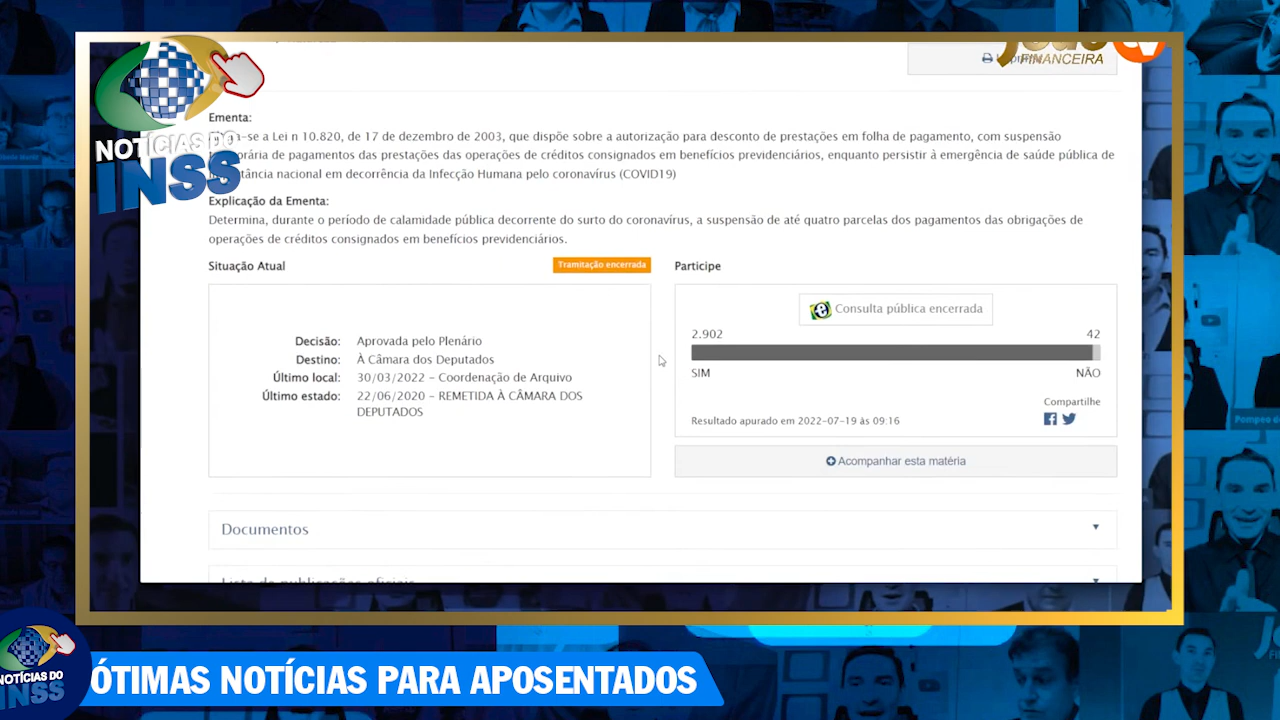 FINANCEIRA
NOTÍCIAS DO
INSS
Ementa:
-se a Lei n 10.820, de 17 de dezembro de 2003, que dispõe sobre a autorização para desconto de prestações em folha de pagamento, com suspensão
de pagamentos das prestações das operações de créditos consignados em benefícios previdenciários, enquanto persistir à emergência de saúde pública de
nacional em decorrência da Infecção Humana pelo coronavírus (COVID19)
Explicação da Ementa:
Determina, durante o período de calamidade pública decorrente do surto do coronavírus, a suspensão de até quatro parcelas dos pagamentos das obrigações de
operações de créditos consignados em benefícios previdenciários.
Situação Atual
Tramitação encerrada
Decisão: Aprovada pelo Plenário
Destino: À Câmara dos Deputados
Último local: 30/03/2022 - Coordenação de Arquivo
Último estado: 22/06/2020 - REMETIDA À CÂMARA DOS
DEPUTADOS
Participe
Consulta pública encerrada
2.902 42
SIM NÃO
Compartilhe
Resultado apurado em 2022-07-19 às 09:16
Acompanhar esta matéria
Documentos
NOTÍCIAS DO
INSS
ÓTIMAS NOTÍCIAS PARA APOSENTADOS